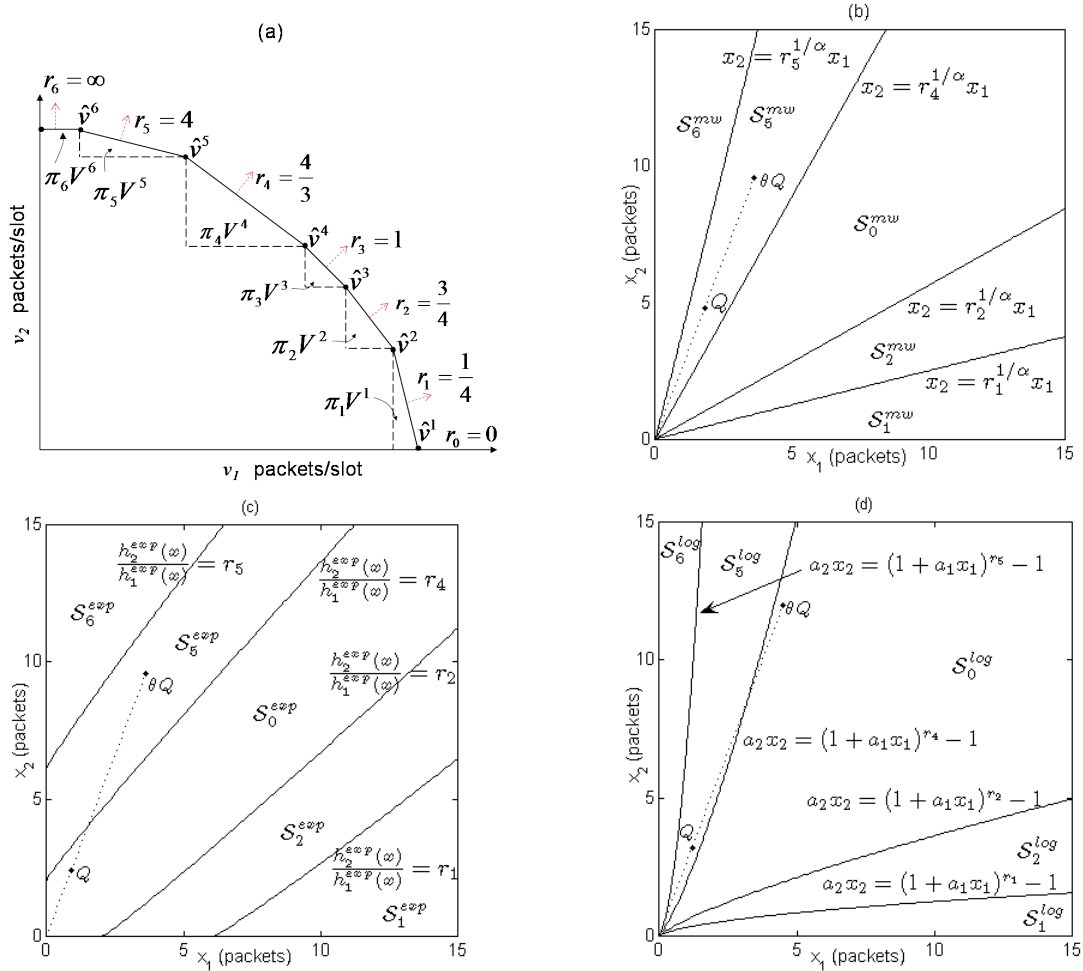 (a)
r₆ = ∞
v̂⁶
r₅ = 4
v̂⁵
π₆V⁶
π₅V⁵
r₄ = 4/3
π₄V⁴
v̂⁴
r₃ = 1
π₃V³
v̂³
r₂ = 3/4
π₂V²
v̂²
r₁ = 1/4
π₁V¹
v̂¹
r₀ = 0
v₂ packets/slot
v₁ packets/slot
(b)
15
10
5
0
5
10
15
x₂ = r₅^{1/α} x₁
x₂ = r₄^{1/α} x₁
S₆^{mw}
S₅^{mw}
θQ
S₀^{mw}
Q
x₂ = r₂^{1/α} x₁
S₂^{mw}
x₂ = r₁^{1/α} x₁
S₁^{mw}
x₂ (packets)
x₁ (packets)
(c)
15
10
5
0
0
5
10
15
h₂^{exp}(x)/h₁^{exp}(x) = r₅
h₂^{exp}(x)/h₁^{exp}(x) = r₄
S₆^{exp}
S₅^{exp}
h₂^{exp}(x)/h₁^{exp}(x) = r₂
θQ
S₀^{exp}
Q
S₂^{exp}
h₂^{exp}(x)/h₁^{exp}(x) = r₁
S₁^{exp}
x₂ (packets)
x₁ (packets)
(d)
15
10
5
0
0
5
10
15
S₆^{log}
S₅^{log}
a₂x₂ = (1 + a₁x₁)^{r₅} − 1
θQ
S₀^{log}
a₂x₂ = (1 + a₁x₁)^{r₄} − 1
a₂x₂ = (1 + a₁x₁)^{r₂} − 1
Q
S₂^{log}
a₂x₂ = (1 + a₁x₁)^{r₁} − 1
S₁^{log}
x₂ (packets)
x₁ (packets)